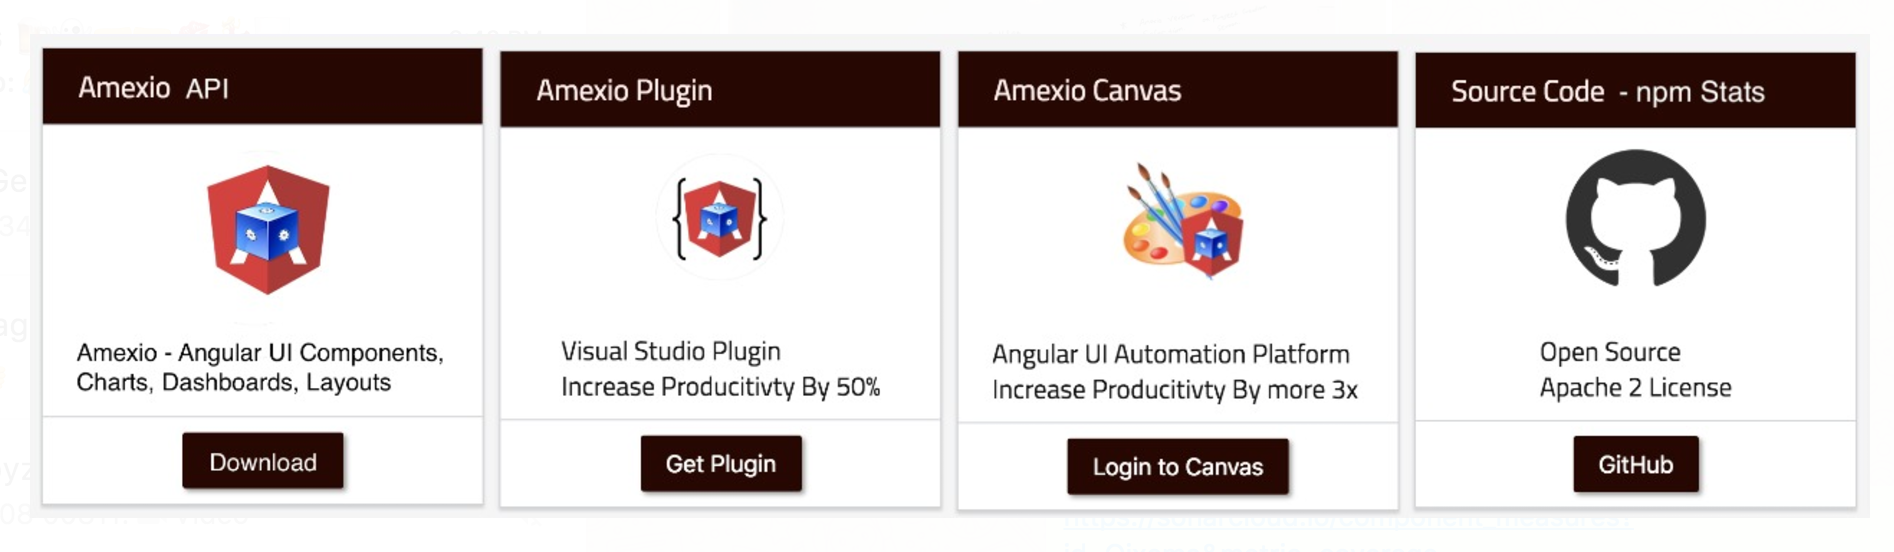 Amexio API
Amexio - Angular UI Components,
Charts, Dashboards, Layouts
Download
Amexio Plugin
Visual Studio Plugin
Increase Producitivty By 50%
Get Plugin
Amexio Canvas
Angular UI Automation Platform
Increase Producitivty By more 3x
Login to Canvas
Source Code - npm Stats
Open Source
Apache 2 License
GitHub